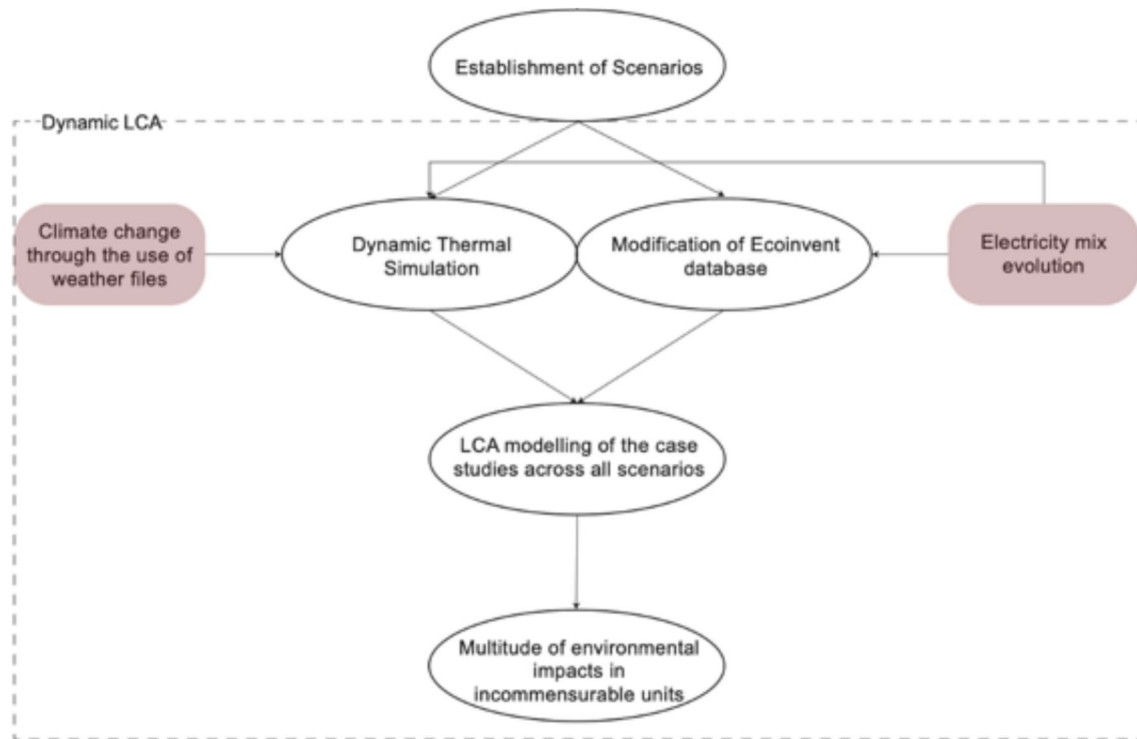 Establishment of Scenarios
Dynamic LCA
Climate change
through the use of
weather files
Dynamic Thermal
Simulation
Modification of Ecoinvent
database
Electricity mix
evolution
LCA modelling of the case
studies across all scenarios
Multitude of environmental
impacts in
incommensurable units